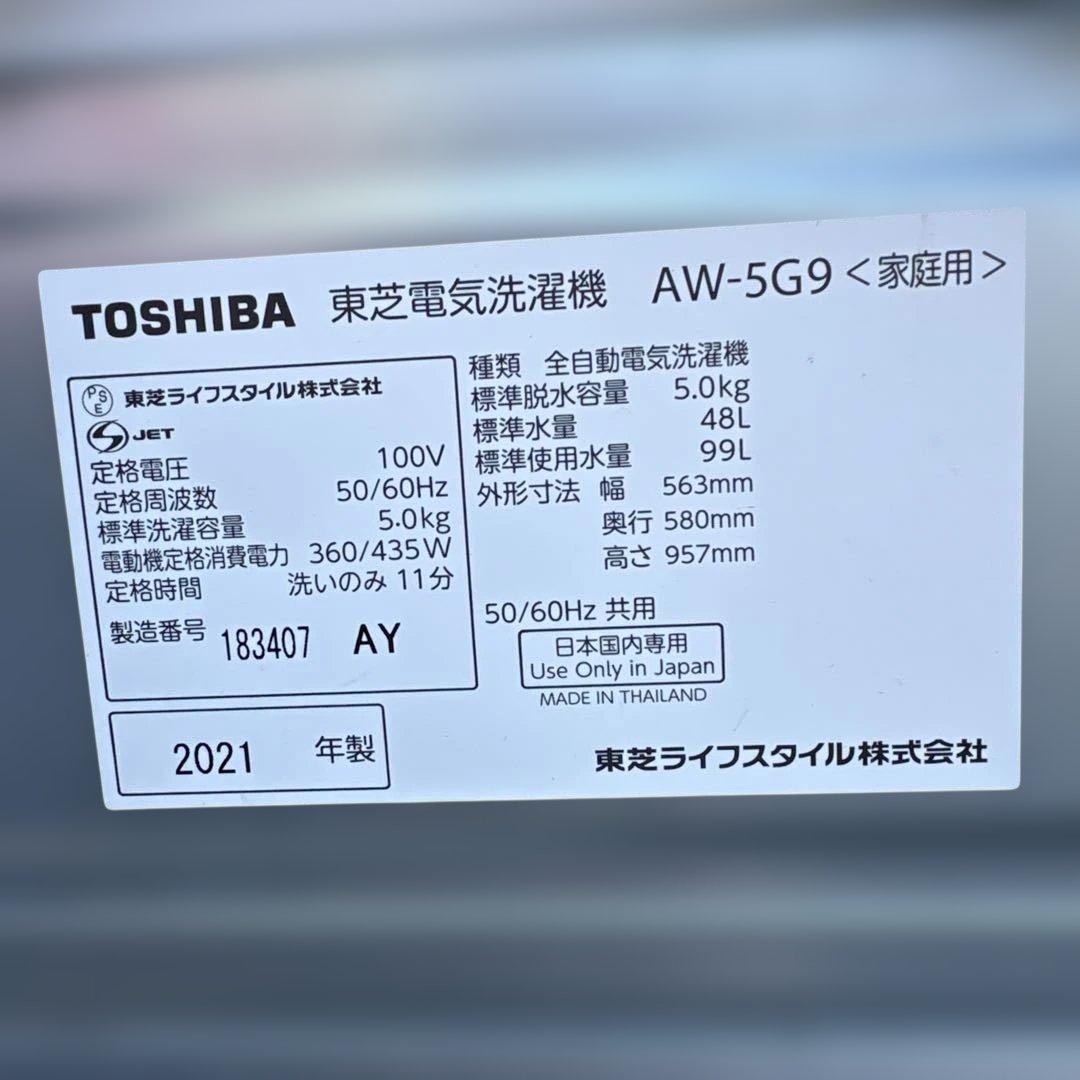 TOSHIBA 東芝電気洗濯機 AW-5G9 <家庭用>
PSE 東芝ライフスタイル株式会社
S JET
定格電圧 100V
定格周波数 50/60Hz
標準洗濯容量 5.0kg
電動機定格消費電力 360/435W
定格時間 洗いのみ 11分
製造番号 183407 AY
2021 年製
種類 全自動電気洗濯機
標準脱水容量 5.0kg
標準水量 48L
標準使用水量 99L
外形寸法 幅 563mm
奥行 580mm
高さ 957mm
50/60Hz 共用
日本国内専用
Use Only in Japan
MADE IN THAILAND
東芝ライフスタイル株式会社